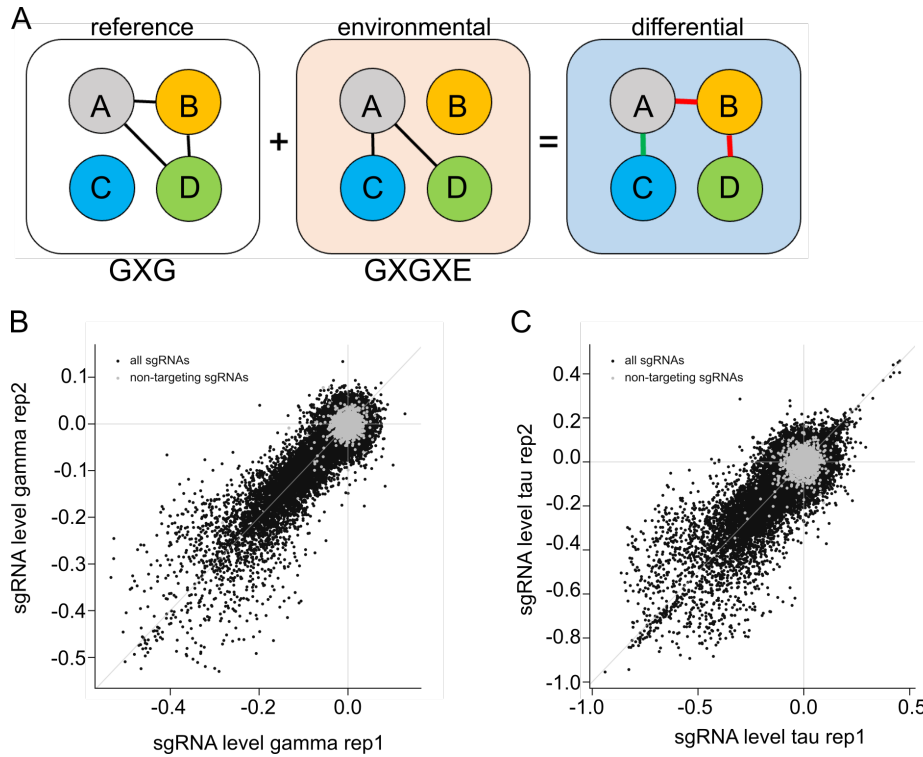 A
reference
environmental
differential
A B
A B
A B
+
=
C D
C D
C D
GXG
GXGXE
B
sgRNA level gamma rep2
all sgRNAs
non-targeting sgRNAs
0.1
0.0
-0.1
-0.2
-0.3
-0.4
-0.5
-0.4 -0.2 0.0
sgRNA level gamma rep1
C
sgRNA level tau rep2
all sgRNAs
non-targeting sgRNAs
0.4
0.2
0.0
-0.2
-0.4
-0.6
-0.8
-1.0
-1.0 -0.5 0.0 0.5
sgRNA level tau rep1